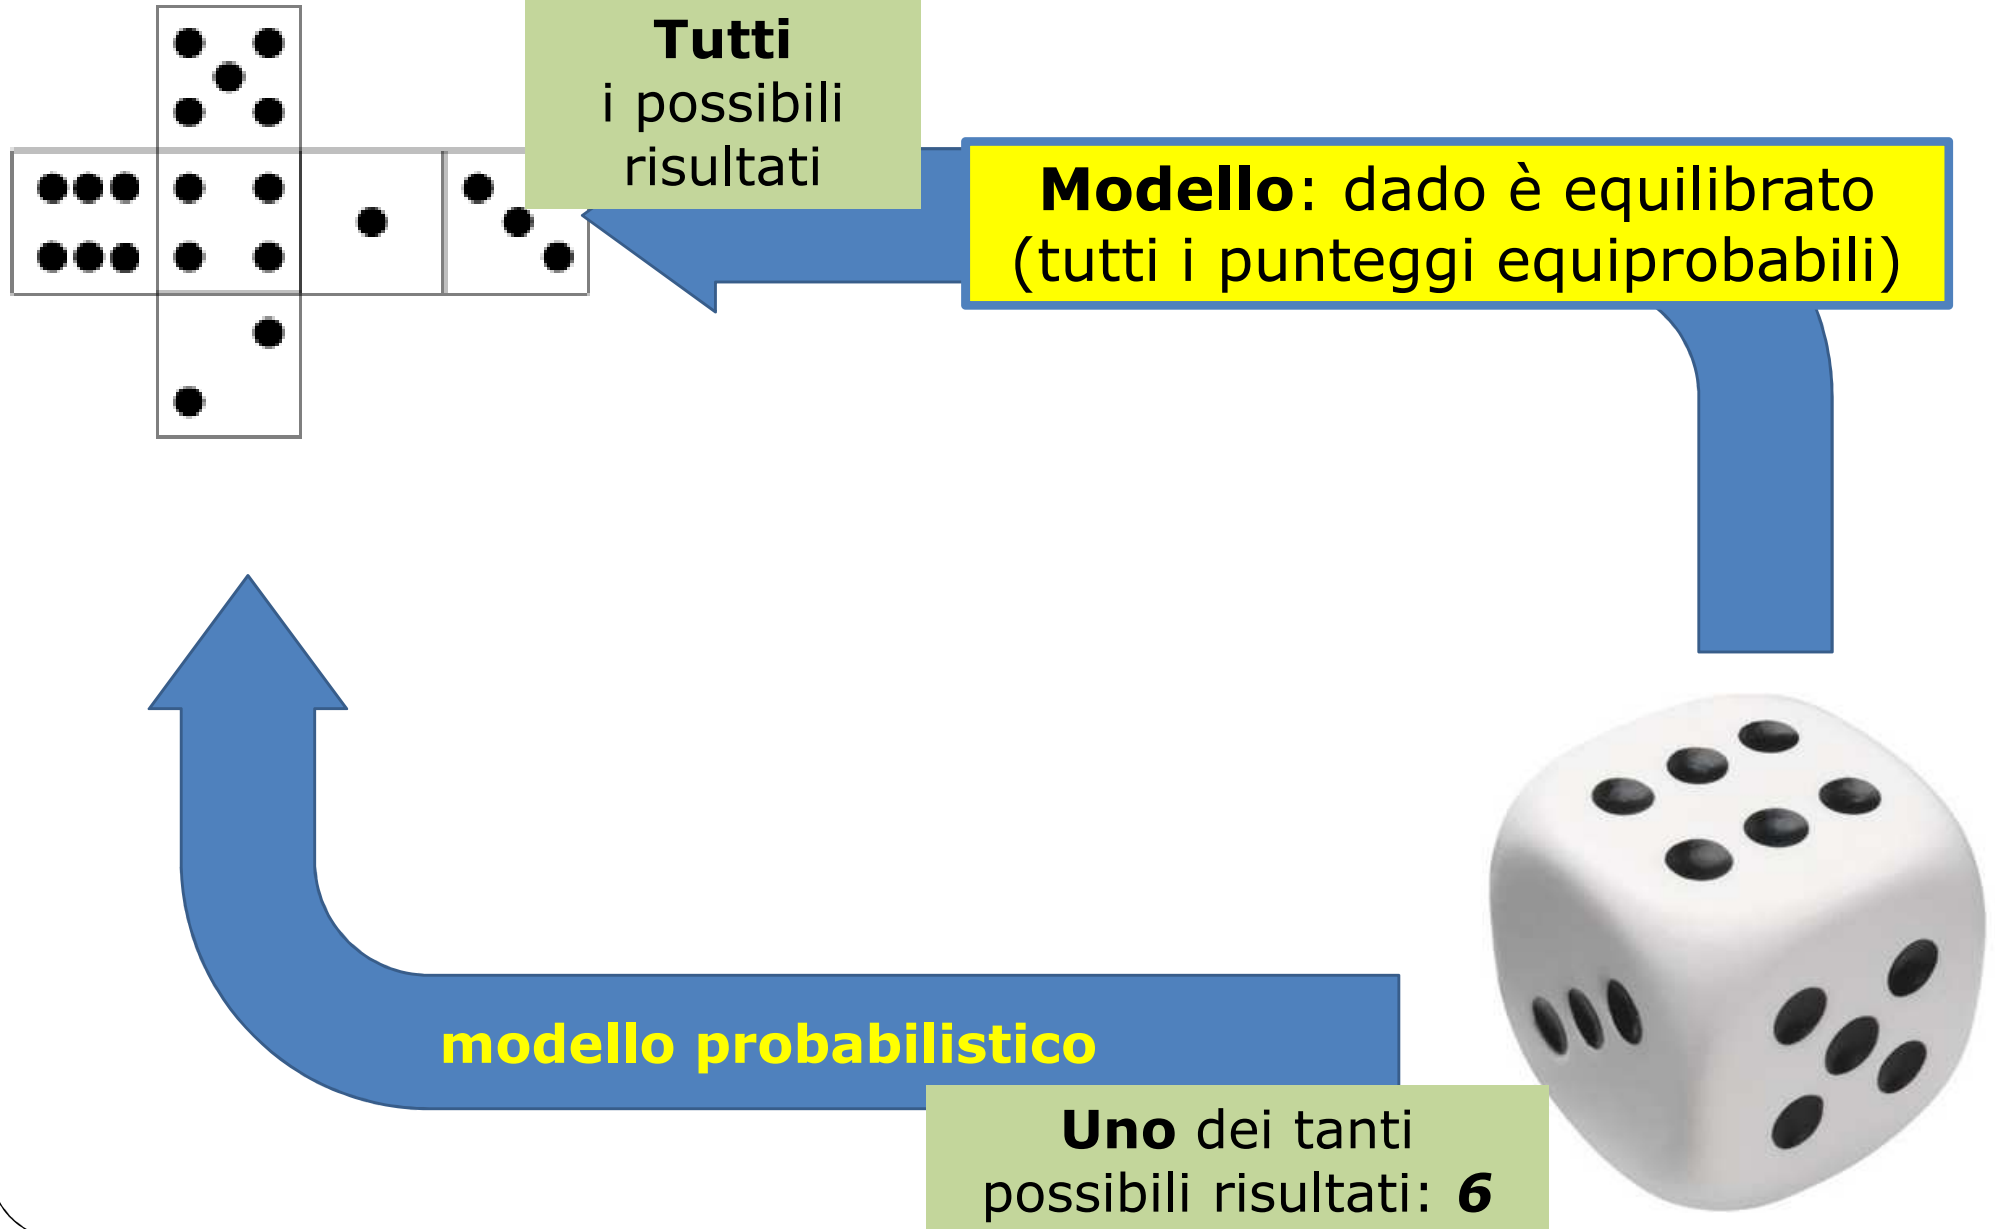 Tutti
i possibili
risultati
Modello: dado è equilibrato
(tutti i punteggi equiprobabili)
modello probabilistico
Uno dei tanti
possibili risultati: 6